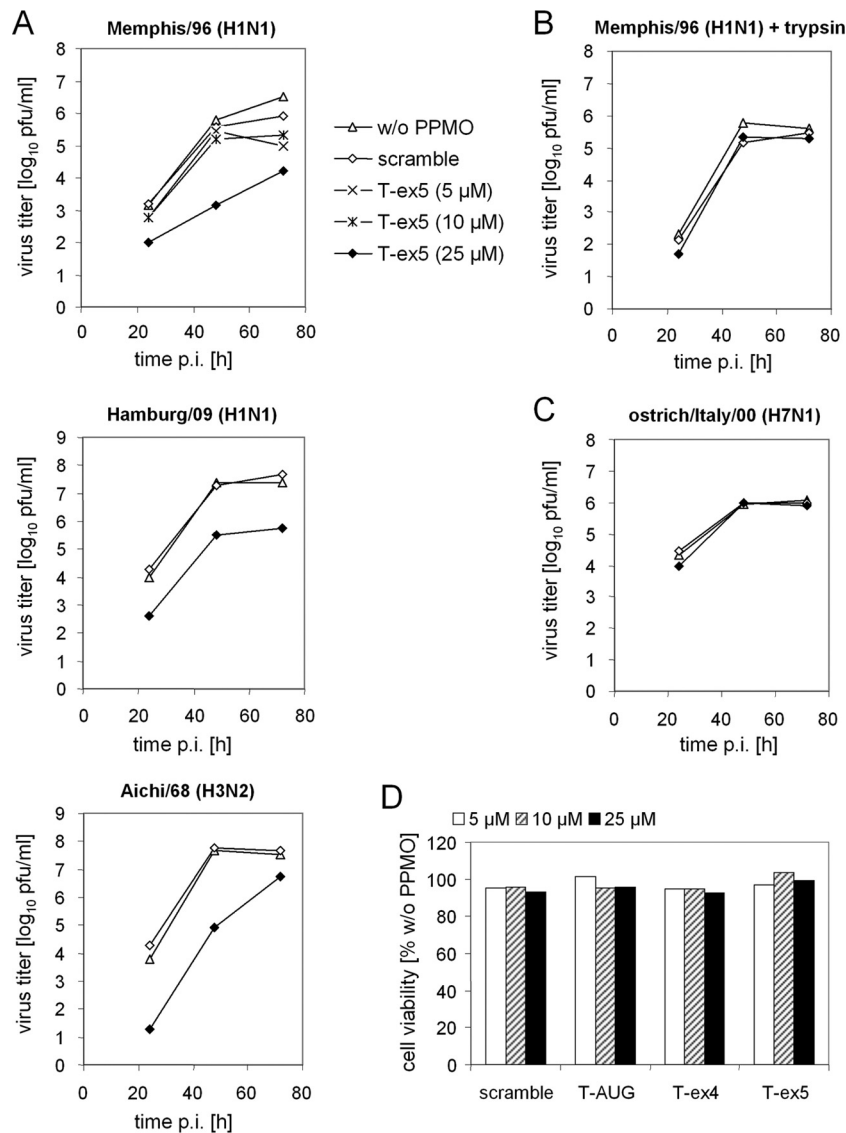 A
Memphis/96 (H1N1)
virus titer [log10 pfu/ml]
8
7
6
5
4
3
2
1
0
0 20 40 60 80
time p.i. [h]
w/o PPMO
scramble
T-ex5 (5 µM)
T-ex5 (10 µM)
T-ex5 (25 µM)
B
Memphis/96 (H1N1) + trypsin
virus titer [log10 pfu/ml]
8
7
6
5
4
3
2
1
0
0 20 40 60 80
time p.i. [h]
Hamburg/09 (H1N1)
virus titer [log10 pfu/ml]
9
8
7
6
5
4
3
2
1
0
0 20 40 60 80
time p.i. [h]
C
ostrich/Italy/00 (H7N1)
virus titer [log10 pfu/ml]
8
7
6
5
4
3
2
1
0
0 20 40 60 80
time p.i. [h]
Aichi/68 (H3N2)
virus titer [log10 pfu/ml]
9
8
7
6
5
4
3
2
1
0
0 20 40 60 80
time p.i. [h]
D
5 µM 10 µM 25 µM
cell viability [% w/o PPMO]
120
100
80
60
40
20
0
scramble T-AUG T-ex4 T-ex5